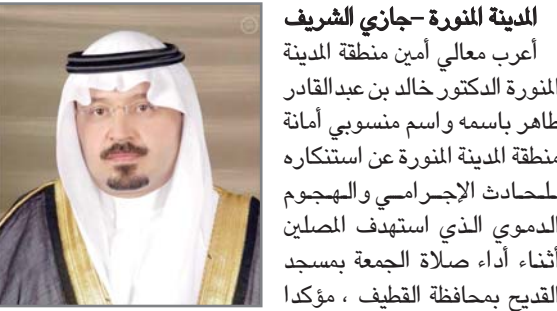 المدينة المنورة –جازي الشريف
أعرب معالي أمين منطقة المدينة
المنورة الدكتور خالد بن عبدالقادر
طاهر باسمه واسم منسوبي أمانة
منطقة المدينة المنورة عن استنكاره
للحادث الإجرامي والهجوم
الدموي الذي استهدف المصلين
أثناء أداء صلاة الجمعة بمسجد
القديح بمحافظة القطيف ، مؤكدا